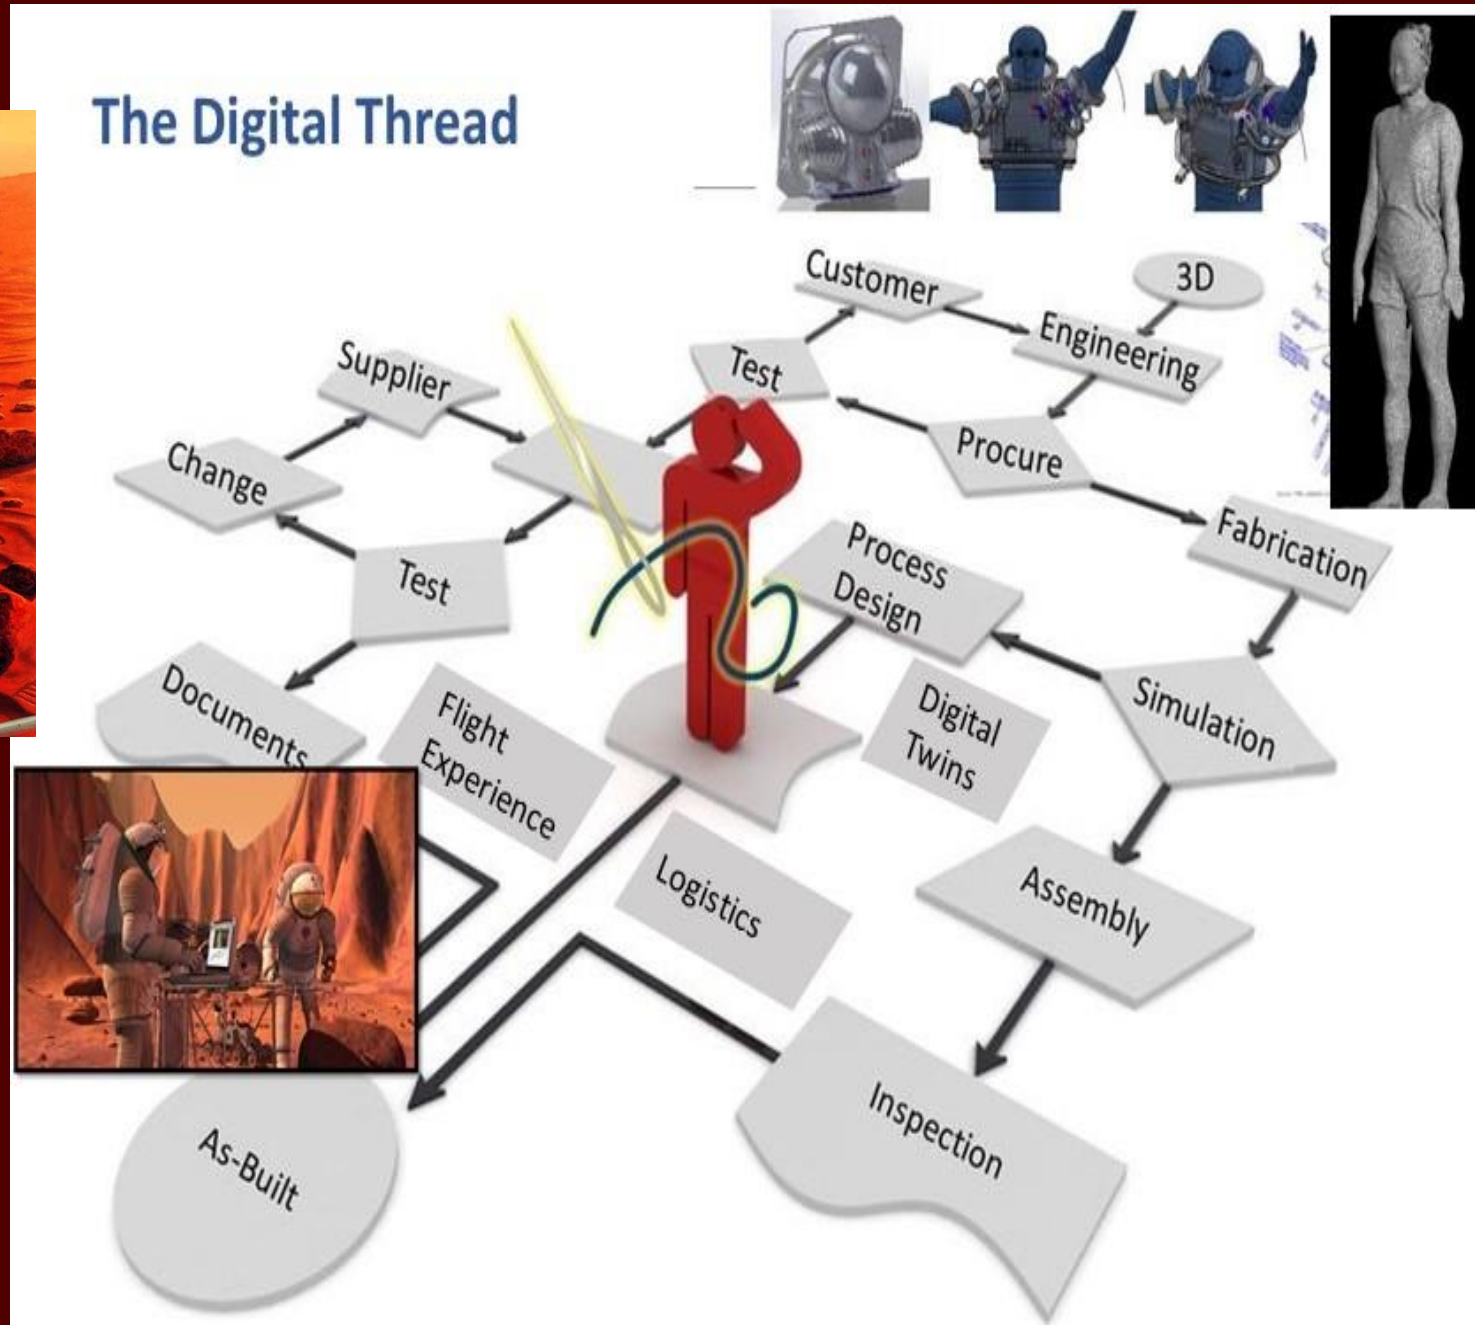 The Digital Thread
Customer
3D
Engineering
Test
Supplier
Procure
Change
Fabrication
Process
Design
Test
Simulation
Documents
Flight
Experience
Digital
Twins
Logistics
Assembly
Inspection
As-Built